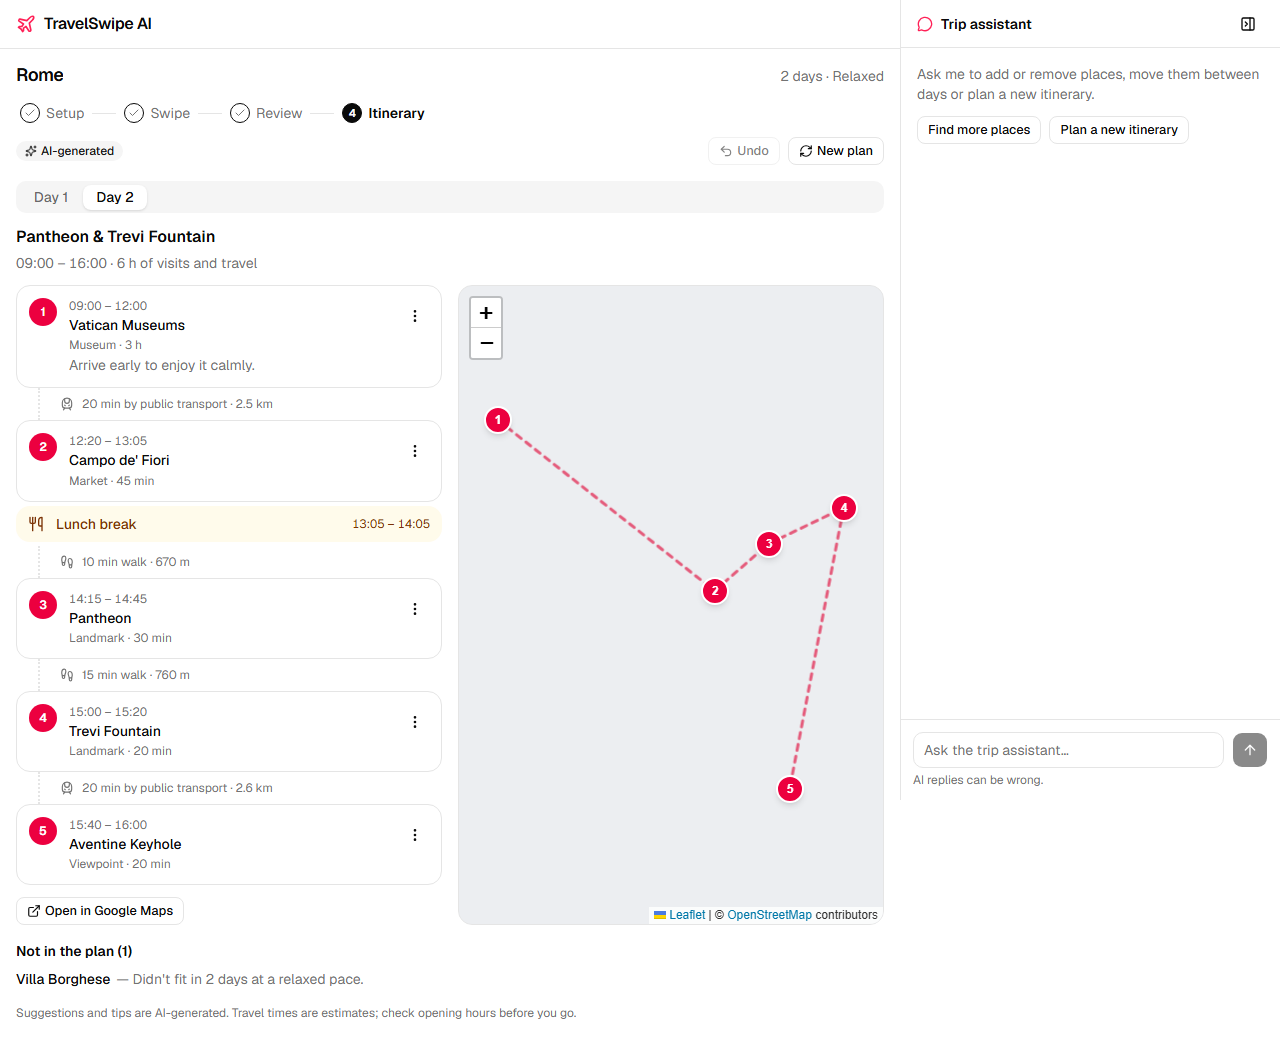 TravelSwipe AI
Rome
2 days · Relaxed
Setup
Swipe
Review
4 Itinerary
AI-generated
Undo
New plan
Day 1
Day 2
Pantheon & Trevi Fountain
09:00 – 16:00 · 6 h of visits and travel
1
09:00 – 12:00
Vatican Museums
Museum · 3 h
Arrive early to enjoy it calmly.
20 min by public transport · 2.5 km
2
12:20 – 13:05
Campo de' Fiori
Market · 45 min
Lunch break
13:05 – 14:05
10 min walk · 670 m
3
14:15 – 14:45
Pantheon
Landmark · 30 min
15 min walk · 760 m
4
15:00 – 15:20
Trevi Fountain
Landmark · 20 min
20 min by public transport · 2.6 km
5
15:40 – 16:00
Aventine Keyhole
Viewpoint · 20 min
Open in Google Maps
+
−
1
4
3
2
5
Leaflet | © OpenStreetMap contributors
Not in the plan (1)
Villa Borghese — Didn't fit in 2 days at a relaxed pace.
Suggestions and tips are AI-generated. Travel times are estimates; check opening hours before you go.
Trip assistant
Ask me to add or remove places, move them between
days or plan a new itinerary.
Find more places
Plan a new itinerary
Ask the trip assistant…
AI replies can be wrong.